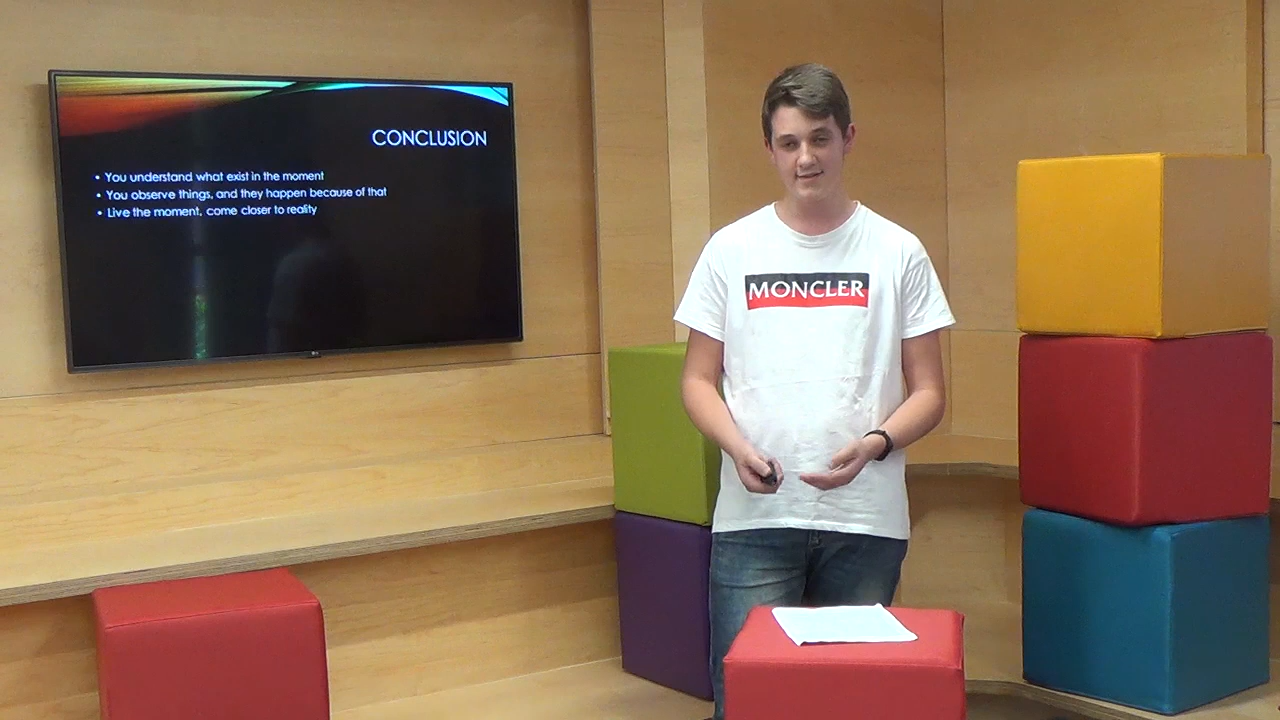 CONCLUSION
• You understand what exist in the moment
• You observe things, and they happen because of that
• Live the moment, come closer to reality
MONCLER
LG